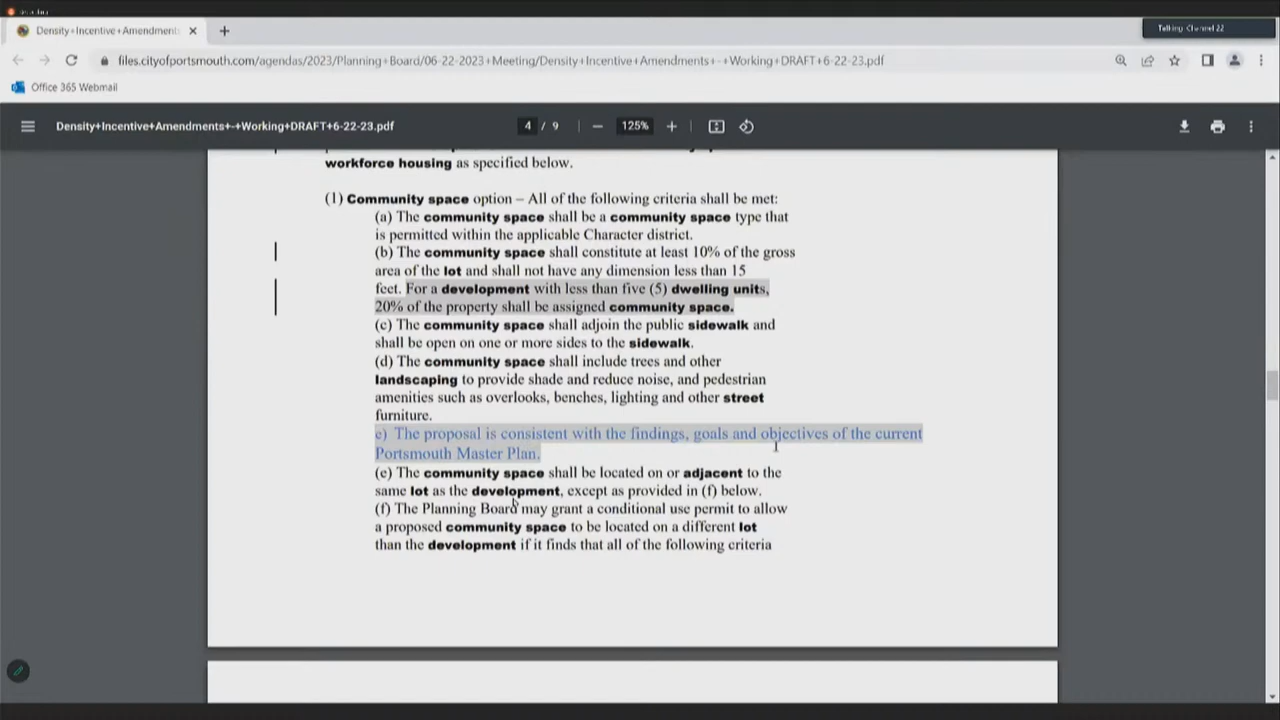 Density+Incentive+Amendment
Talking Channel 22
files.cityofportsmouth.com/agendas/2023/Planning+Board/06-22-2023+Meeting/Density+Incentive+Amendments+-+Working+DRAFT+6-22-23.pdf
Office 365 Webmail
Density+Incentive+Amendments+-+Working+DRAFT+6-22-23.pdf
4 / 9
125%
workforce housing as specified below.
(1) Community space option – All of the following criteria shall be met:
(a) The community space shall be a community space type that
is permitted within the applicable Character district.
(b) The community space shall constitute at least 10% of the gross
area of the lot and shall not have any dimension less than 15
feet. For a development with less than five (5) dwelling units,
20% of the property shall be assigned community space.
(c) The community space shall adjoin the public sidewalk and
shall be open on one or more sides to the sidewalk.
(d) The community space shall include trees and other
landscaping to provide shade and reduce noise, and pedestrian
amenities such as overlooks, benches, lighting and other street
furniture.
e) The proposal is consistent with the findings, goals and objectives of the current
Portsmouth Master Plan.
(e) The community space shall be located on or adjacent to the
same lot as the development, except as provided in (f) below.
(f) The Planning Board may grant a conditional use permit to allow
a proposed community space to be located on a different lot
than the development if it finds that all of the following criteria